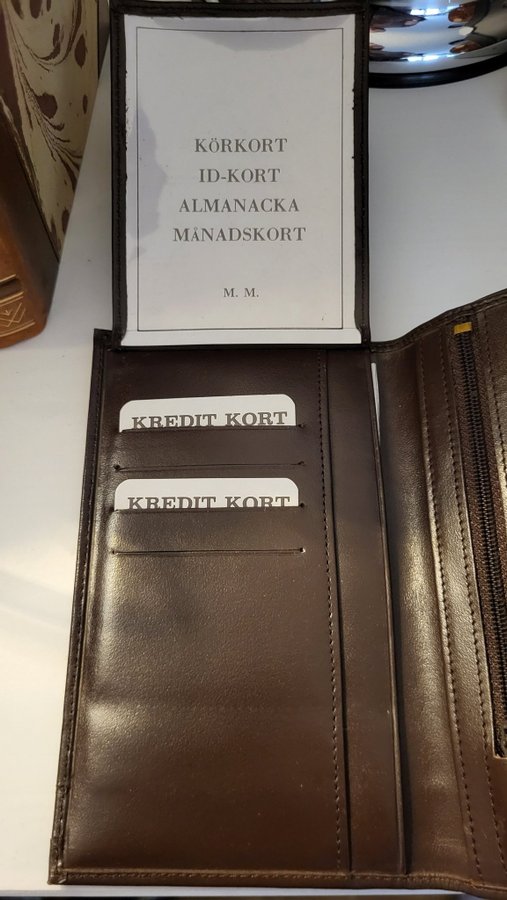 KÖRKORT
ID-KORT
ALMANACKA
MÅNADSKORT
M. M.
KREDIT KORT
KREDIT KORT